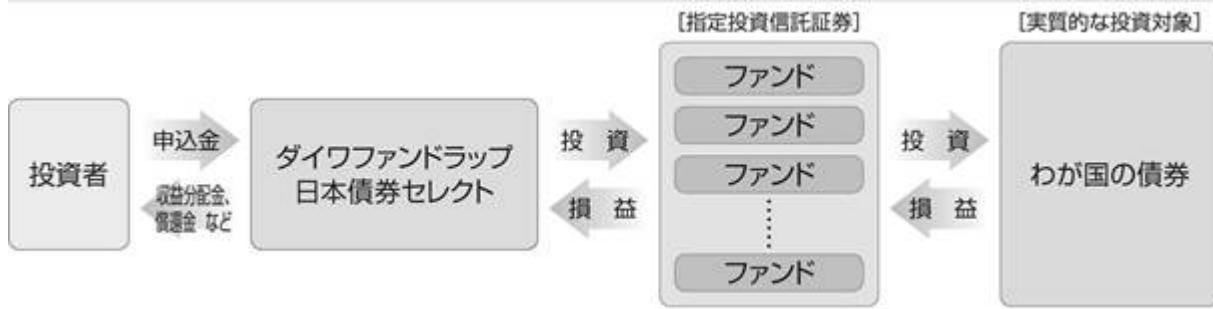 [指定投資信託証券]
[実質的な投資対象]
投資者
申込金
収益分配金、
償還金 など
ダイワファンドラップ
日本債券セレクト
投 資
損 益
ファンド
ファンド
ファンド
ファンド
投 資
損 益
わが国の債券